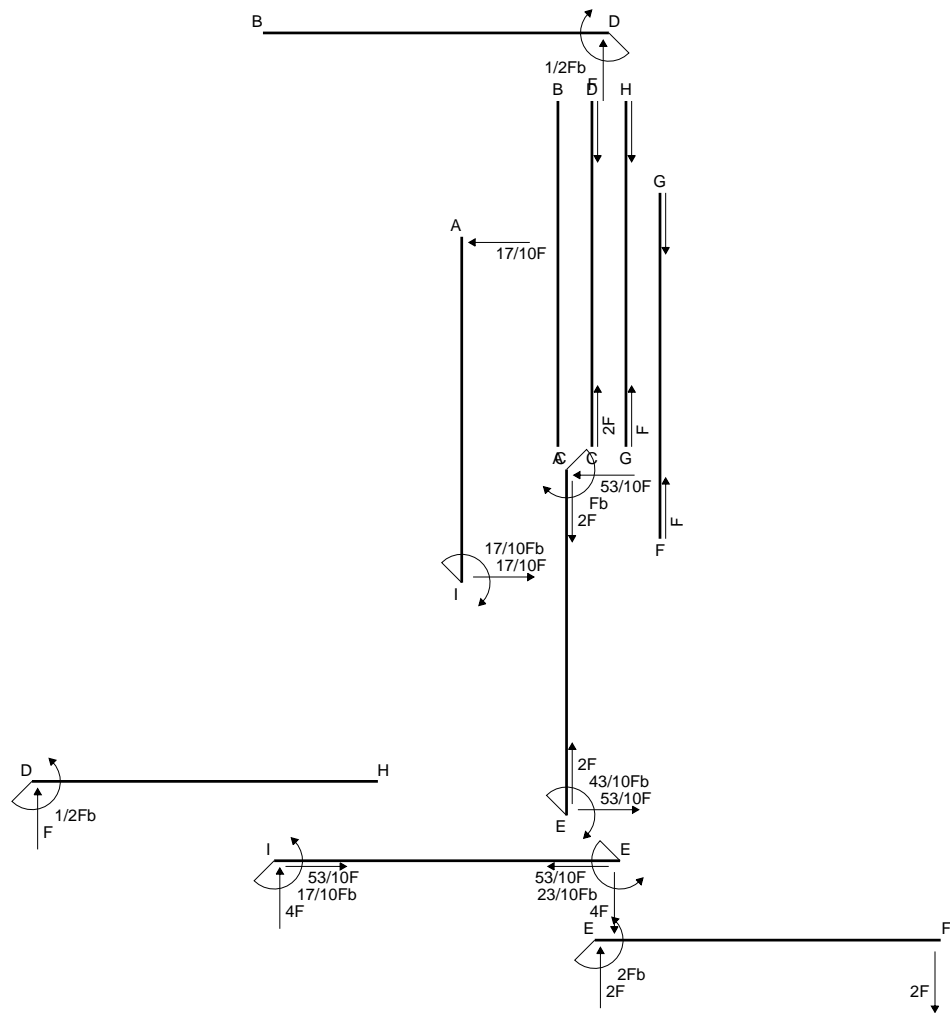 B
D
1/2Fb
F
B
D
H
G
A
17/10F
2F
F
A
C
C
G
53/10F
Fb
2F
F
F
17/10Fb
17/10F
I
D
H
1/2Fb
F
2F
43/10Fb
53/10F
E
I
E
53/10F
17/10Fb
4F
53/10F
23/10Fb
4F
E
F
2Fb
2F
2F